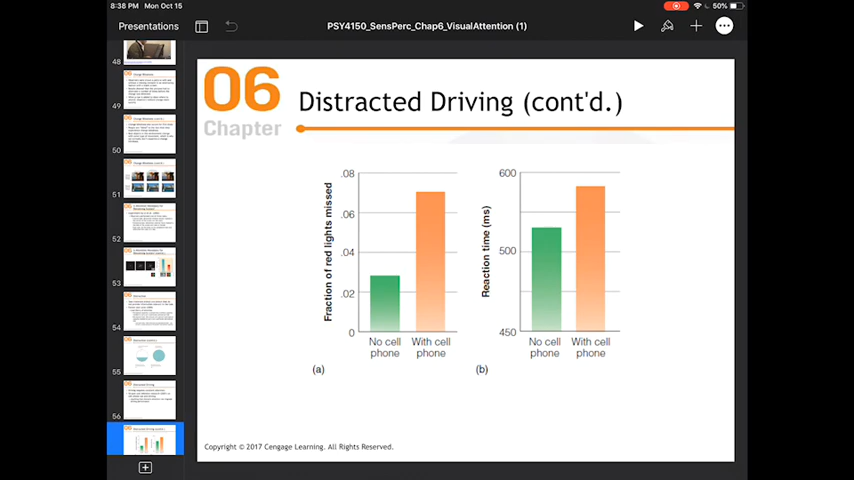 8:38 PM Mon Oct 15
50%
Presentations
PSY4150_SensPerc_Chap6_VisualAttention (1)
48
49
50
51
52
53
54
55
56
06
Chapter
Distracted Driving (cont'd.)
Fraction of red lights missed
.08
.06
.04
.02
0
No cell phone
With cell phone
(a)
Reaction time (ms)
600
500
450
No cell phone
With cell phone
(b)
Copyright © 2017 Cengage Learning. All Rights Reserved.